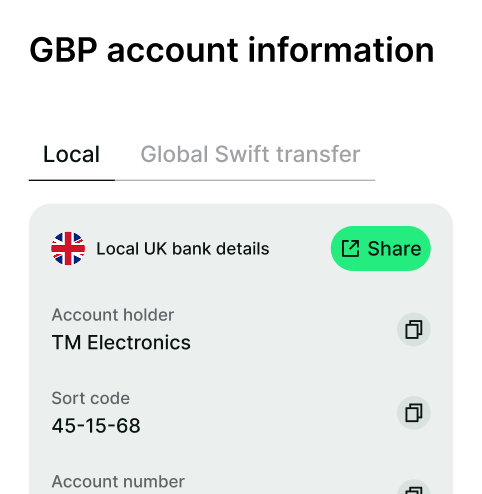 GBP account information
Local
Global Swift transfer
Local UK bank details
Share
Account holder
TM Electronics
Sort code
45-15-68
Account number